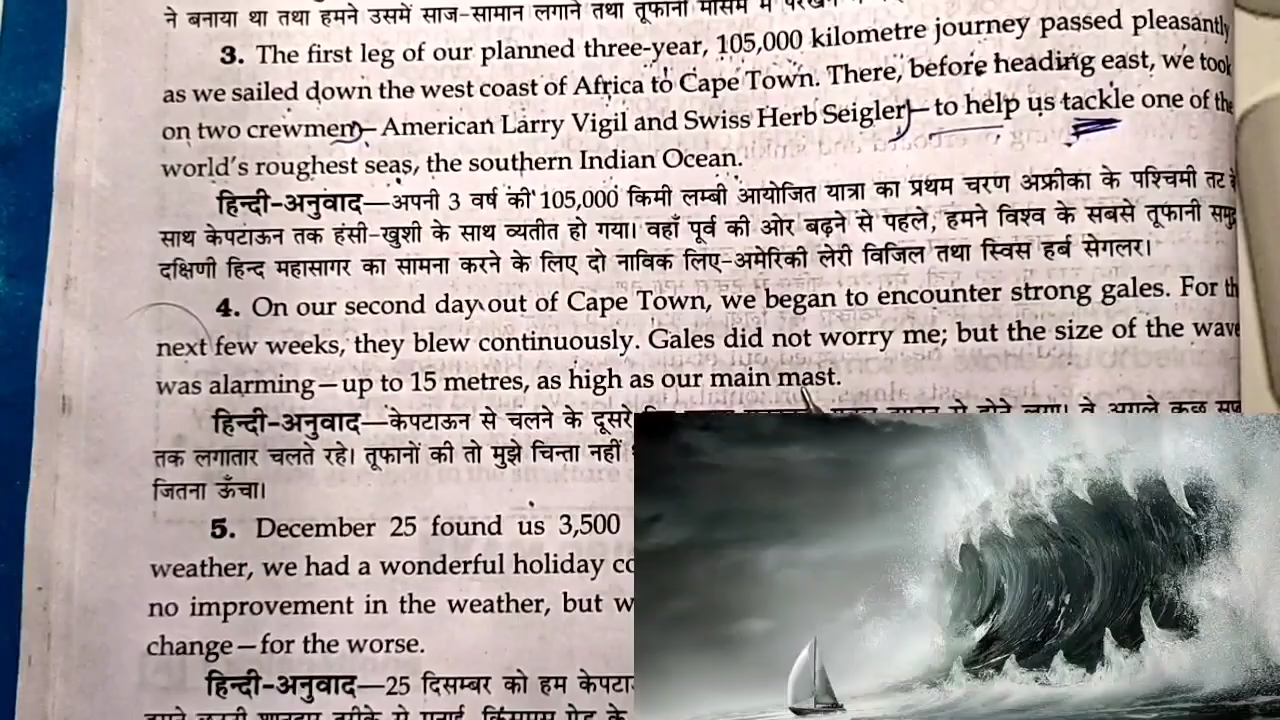 ने बनाया था तथा हमने उसमें साज-सामान लगाने तथा तूफानी मौसम में
3. The first leg of our planned three-year, 105,000 kilometre journey passed pleasantly
as we sailed down the west coast of Africa to Cape Town. There, before heading east, we took
on two crewmen—American Larry Vigil and Swiss Herb Seigler—to help us tackle one of the
world's roughest seas, the southern Indian Ocean.
हिन्दी-अनुवाद—अपनी 3 वर्ष की 105,000 किमी लम्बी आयोजित यात्रा का प्रथम चरण अफ्रीका के पश्चिमी तट के
साथ केपटाऊन तक हंसी-खुशी के साथ व्यतीत हो गया। वहाँ पूर्व की ओर बढ़ने से पहले, हमने विश्व के सबसे तूफानी समुद्र
दक्षिणी हिन्द महासागर का सामना करने के लिए दो नाविक लिए-अमेरिकी लेरी विजिल तथा स्विस हर्ब सेगलर।
4. On our second day out of Cape Town, we began to encounter strong gales. For th
next few weeks, they blew continuously. Gales did not worry me; but the size of the wave
was alarming—up to 15 metres, as high as our main mast.
हिन्दी-अनुवाद—केपटाऊन से चलने के दूसरे से होने लगा। वे अगले कुछ
तक लगातार चलते रहे। तूफानों की तो मुझे चिन्ता नहीं
जितना ऊँचा।
5. December 25 found us 3,500
weather, we had a wonderful holiday
no improvement in the weather, but
change—for the worse.
हिन्दी-अनुवाद—25 दिसम्बर को हम